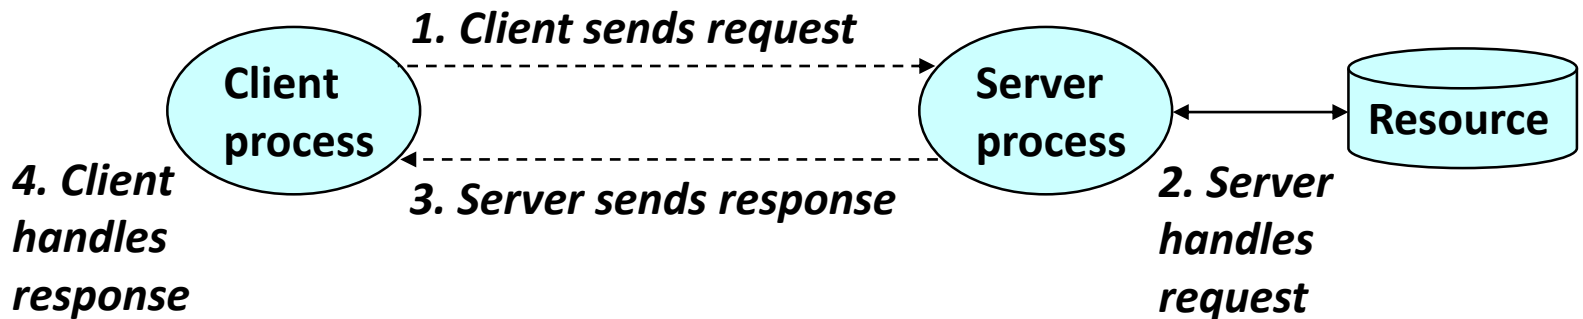 1. Client sends request
Client
process
Server
process
Resource
3. Server sends response
4. Client
handles
response
2. Server
handles
request